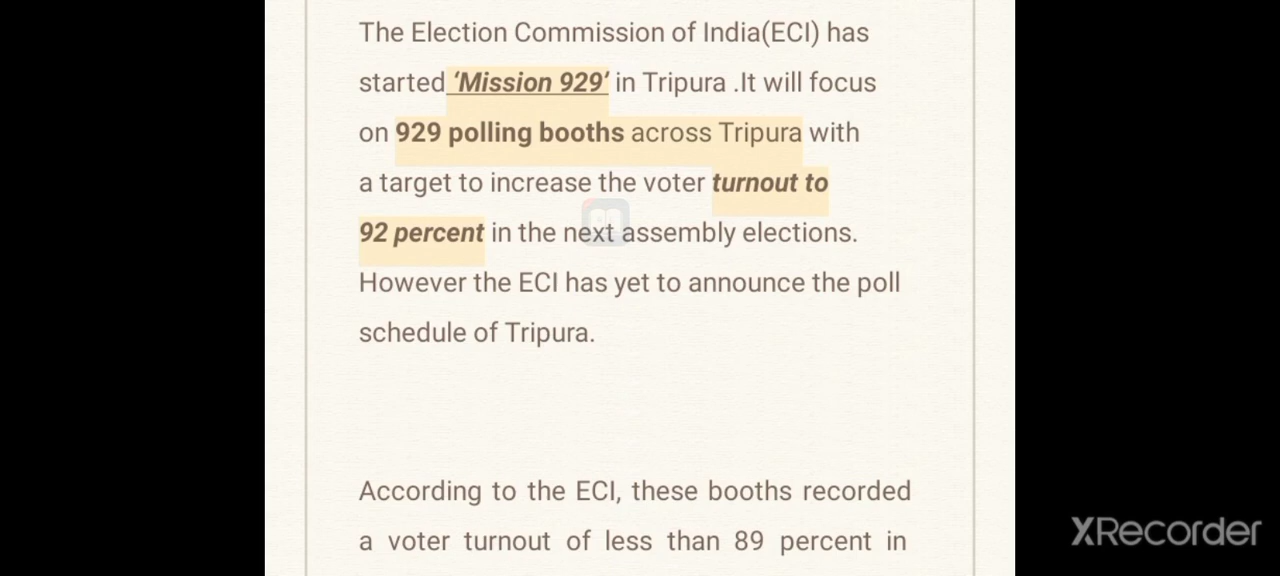 The Election Commission of India(ECI) has
started ‘Mission 929’ in Tripura .It will focus
on 929 polling booths across Tripura with
a target to increase the voter turnout to
92 percent in the next assembly elections.
However the ECI has yet to announce the poll
schedule of Tripura.
According to the ECI, these booths recorded
a voter turnout of less than 89 percent in
XRecorder